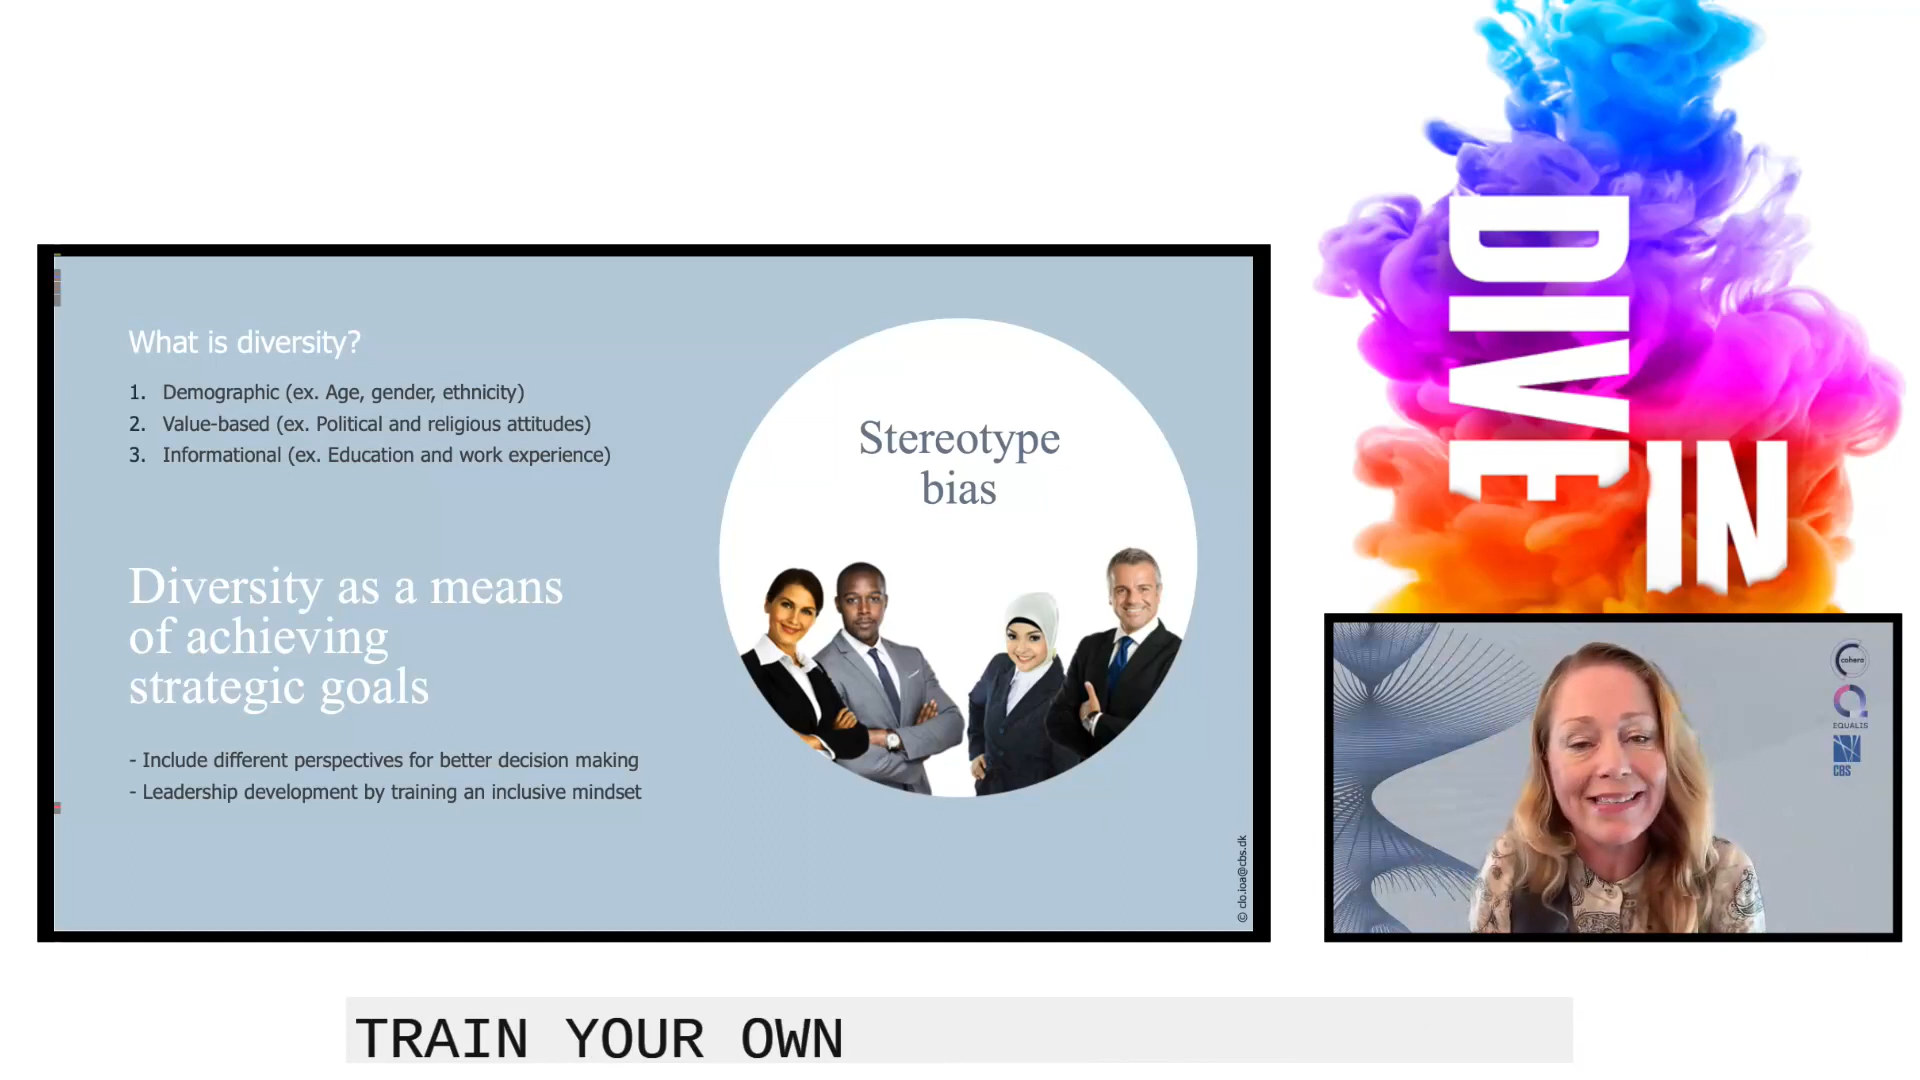 What is diversity?
1. Demographic (ex. Age, gender, ethnicity)
2. Value-based (ex. Political and religious attitudes)
3. Informational (ex. Education and work experience)
Diversity as a means
of achieving
strategic goals
- Include different perspectives for better decision making
- Leadership development by training an inclusive mindset
Stereotype
bias
© clo.ioa@cbs.dk
DIVE
IN
cohera
EQUALIS
CBS
TRAIN YOUR OWN